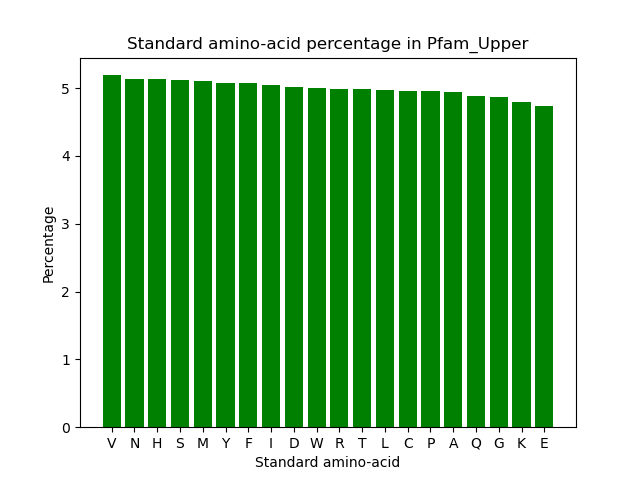 Standard amino-acid percentage in Pfam_Upper
5
4
3
2
1
0
Percentage
V N H S M Y F I D W R T L C P A Q G K E
Standard amino-acid